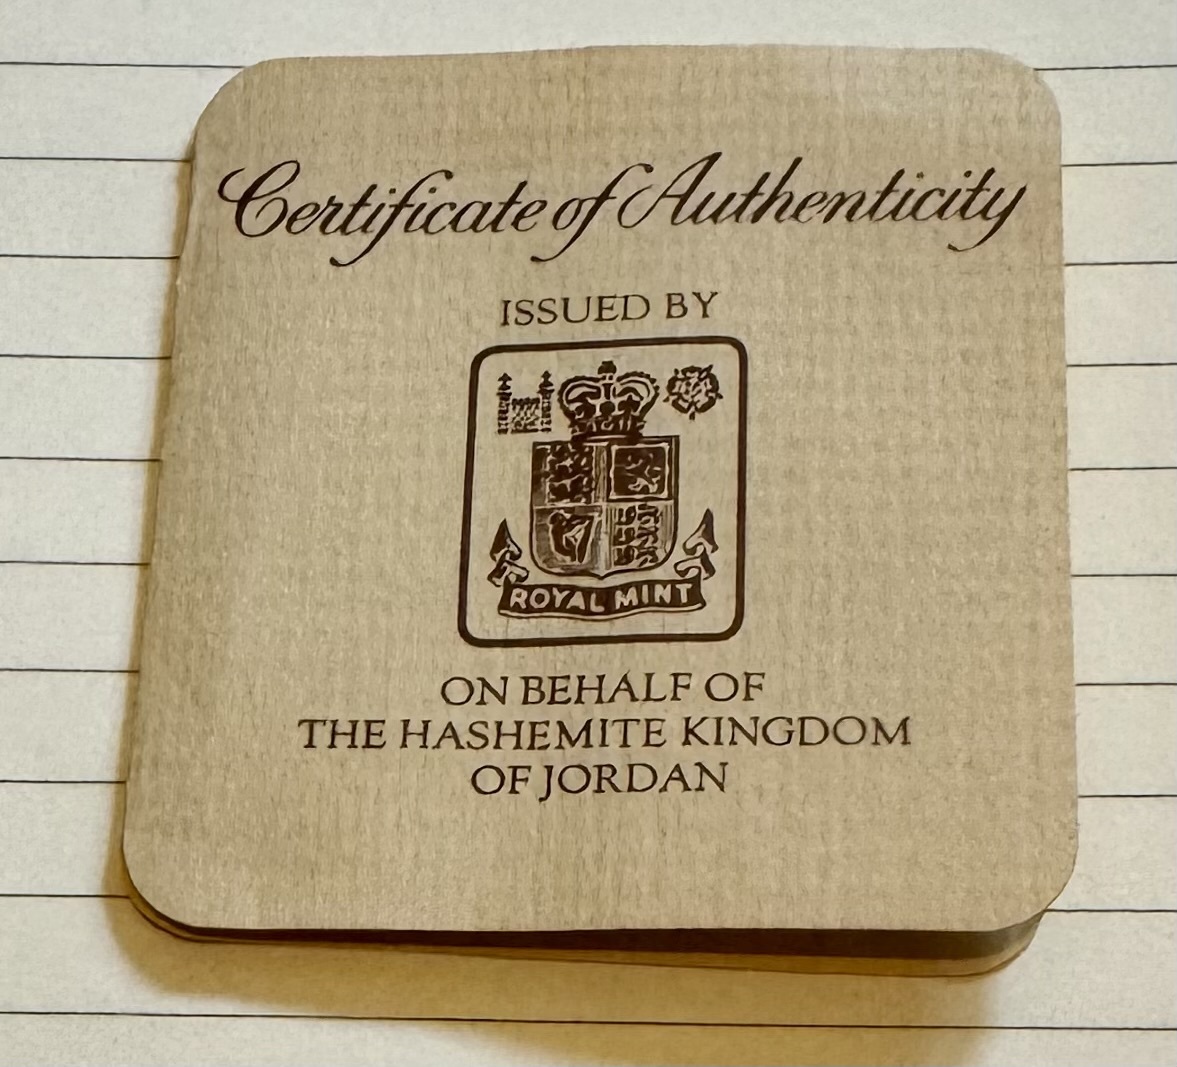 Certificate of Authenticity
ISSUED BY
ROYAL MINT
ON BEHALF OF
THE HASHEMITE KINGDOM
OF JORDAN